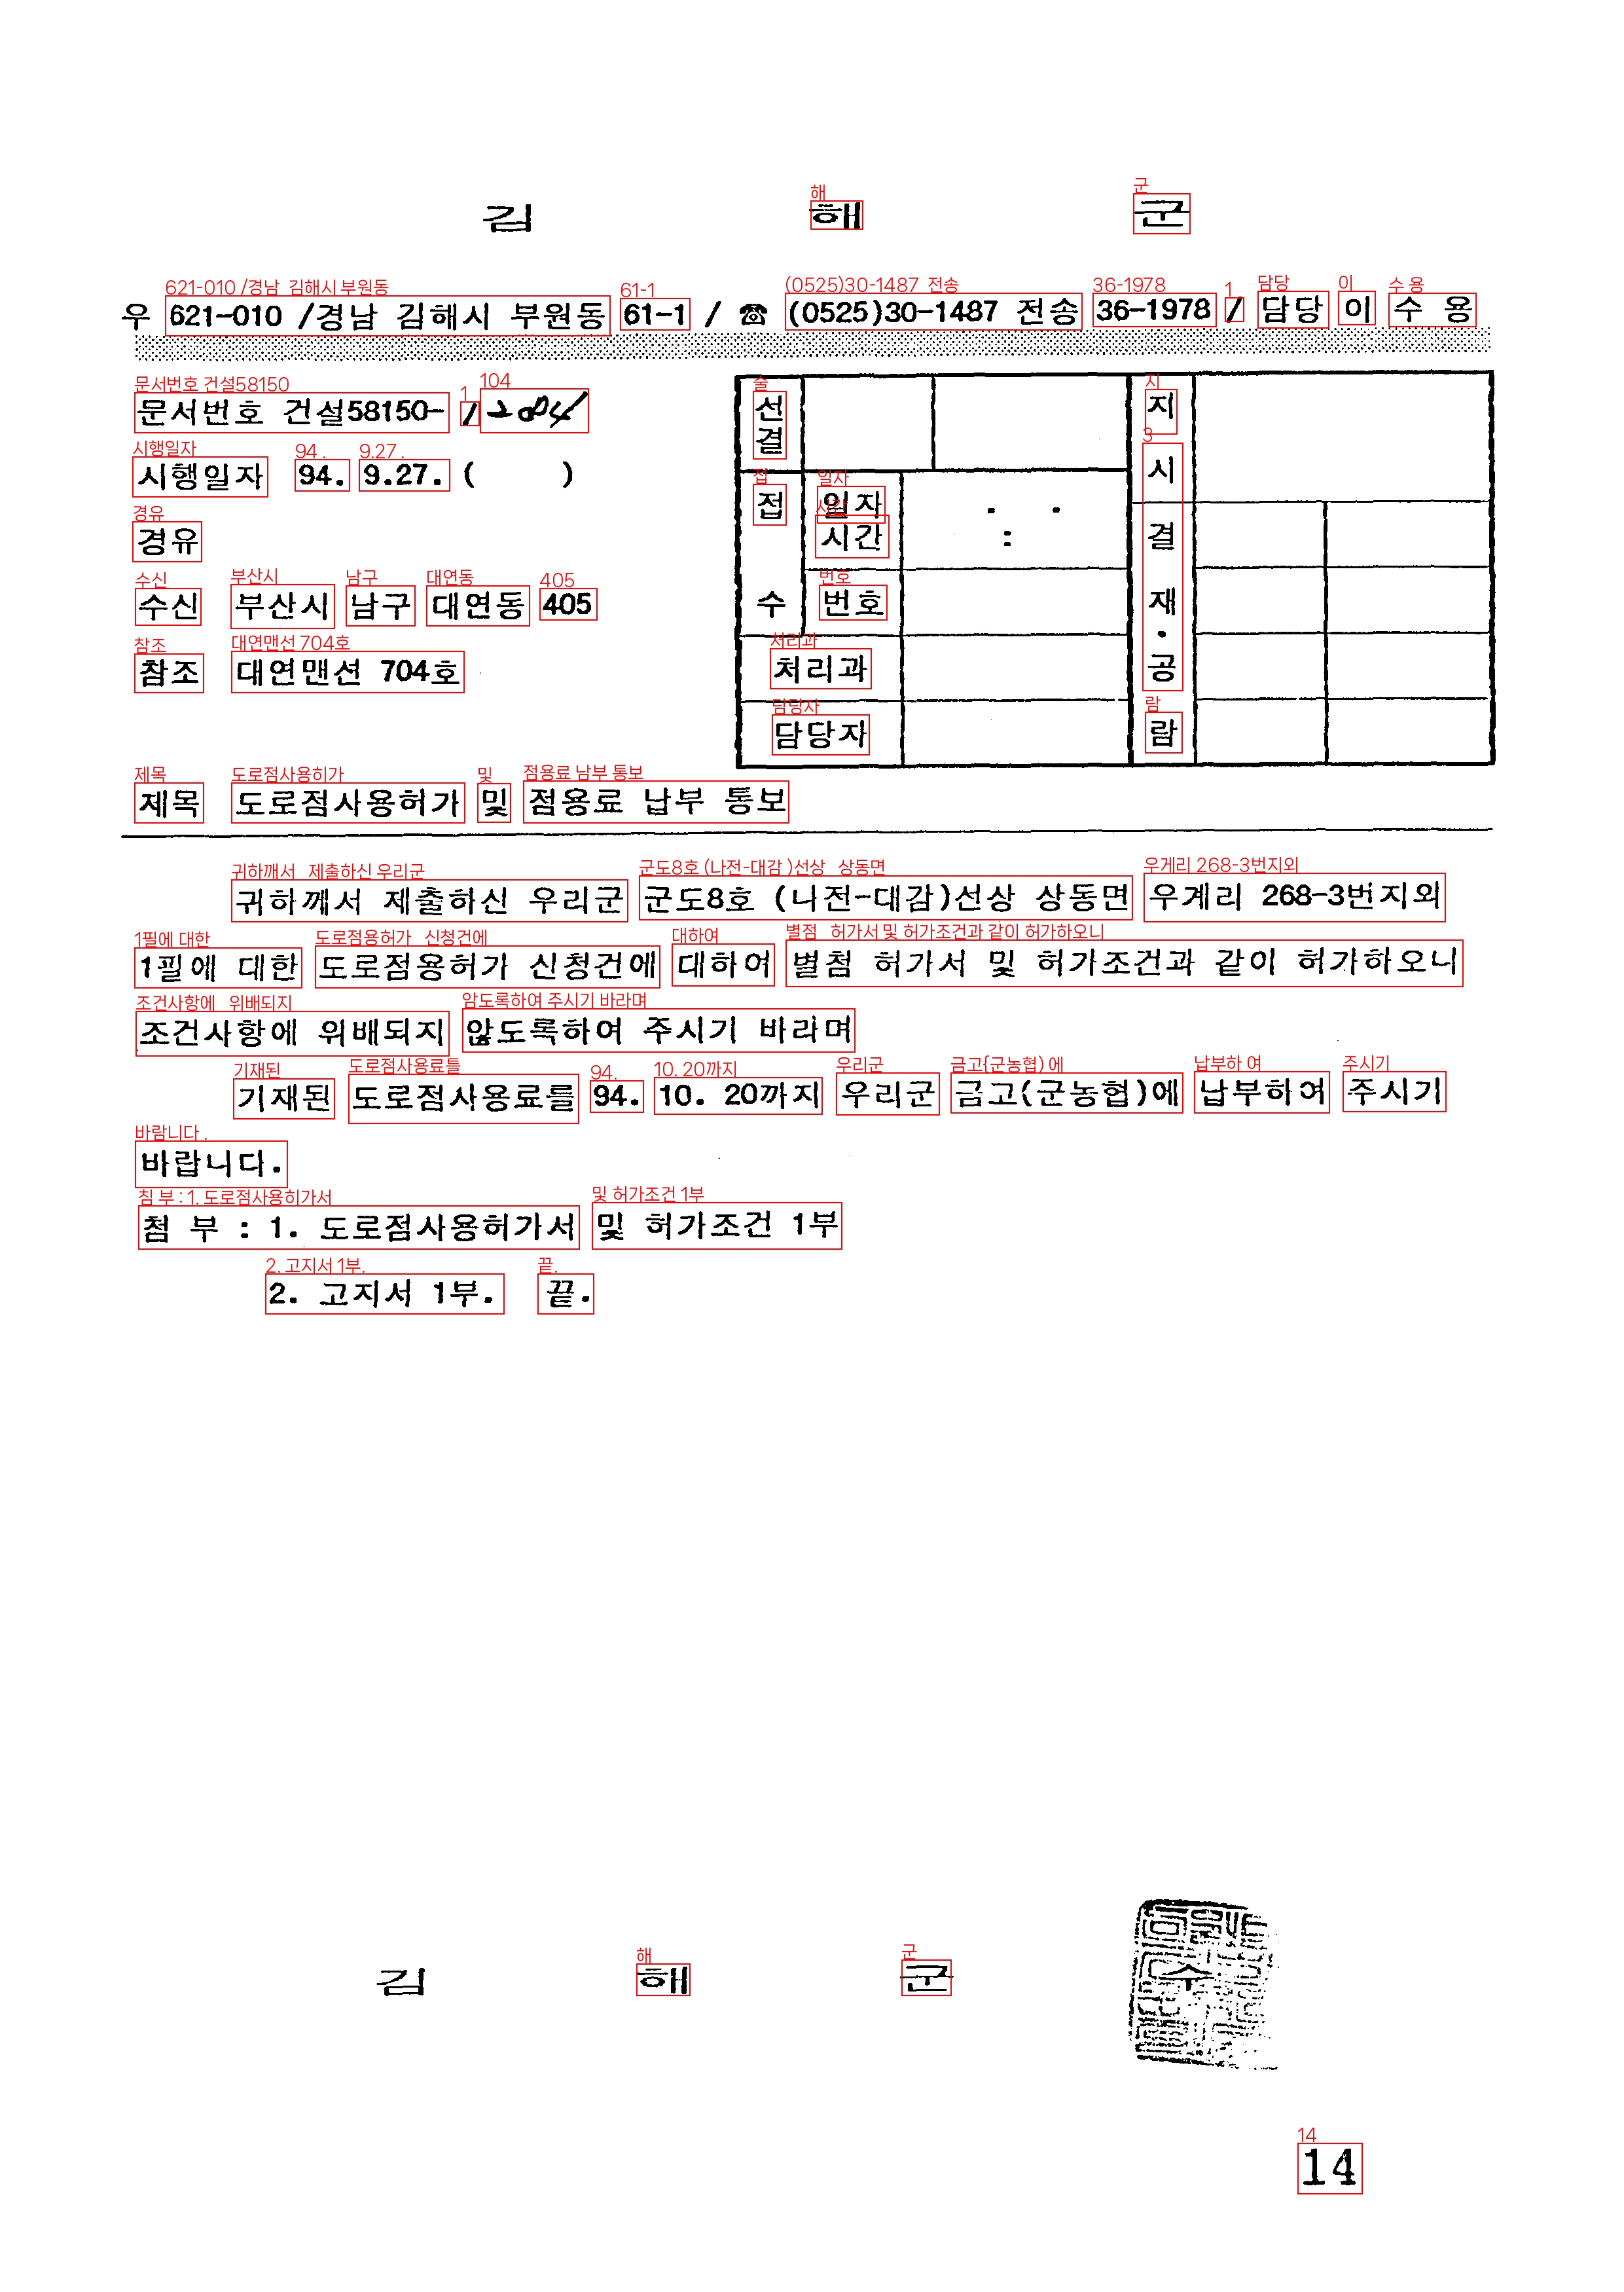 김 해 군
우 621-010 /경남 김해시 부원동 61-1 / ☎ (0525)30-1487 전송 36-1978 / 담당 이 수 용
문서번호 건설58150-
시행일자 94. 9.27. ( )
경유
수신 부산시 남구 대연동 405
참조 대연맨션 704호
선결
접수
일자 . .
시간 :
번호
처리과
담당자
지시
결재·공람
제목 도로점사용허가 및 점용료 납부 통보
귀하께서 제출하신 우리군 군도8호 (나전-대감)선상 상동면 우계리 268-3번지외
1필에 대한 도로점용허가 신청건에 대하여 별첨 허가서 및 허가조건과 같이 허가하오니
조건사항에 위배되지 않도록하여 주시기 바라며
기재된 도로점사용료를 94. 10. 20까지 우리군 금고(군농협)에 납부하여 주시기
바랍니다.
첨 부 : 1. 도로점사용허가서 및 허가조건 1부
2. 고지서 1부. 끝.
김 해 군 수
14